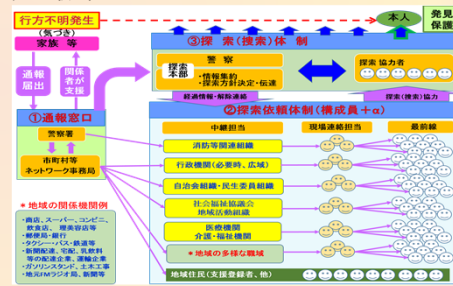 行方不明発生
(気づき)
家族 等
本人
発見
保護
通報
届出
関係
者が
支援
③探 索(捜索)体 制
警 察
探索
本部
・情報集約
・探索方針決定・伝達
探索 協力者
経過情報・解除連絡
探索(捜索)協力
①通報窓口
警察署
市町村等
ネットワーク事務局
②探索依頼体制(構成員+α)
中継担当
現場連絡担当
最前線
消防等関連組織
行政機関(必要時、広域)
自治会組織・民生委員組織
社会福祉協議会
地域活動組織
医療機関
介護・福祉機関
*地域の多様な職域
地域住民(支援登録者、他)
*地域の関係機関例
・商店、スーパー、コンビニ、
飲食店、理美容店等
・郵便局・銀行
・タクシー・バス・鉄道等
・新聞配達、宅配、乳飲料
等の配達企業、運輸企業
・ガソリンスタンド、土木工事
・地元FMラジオ局、新聞等